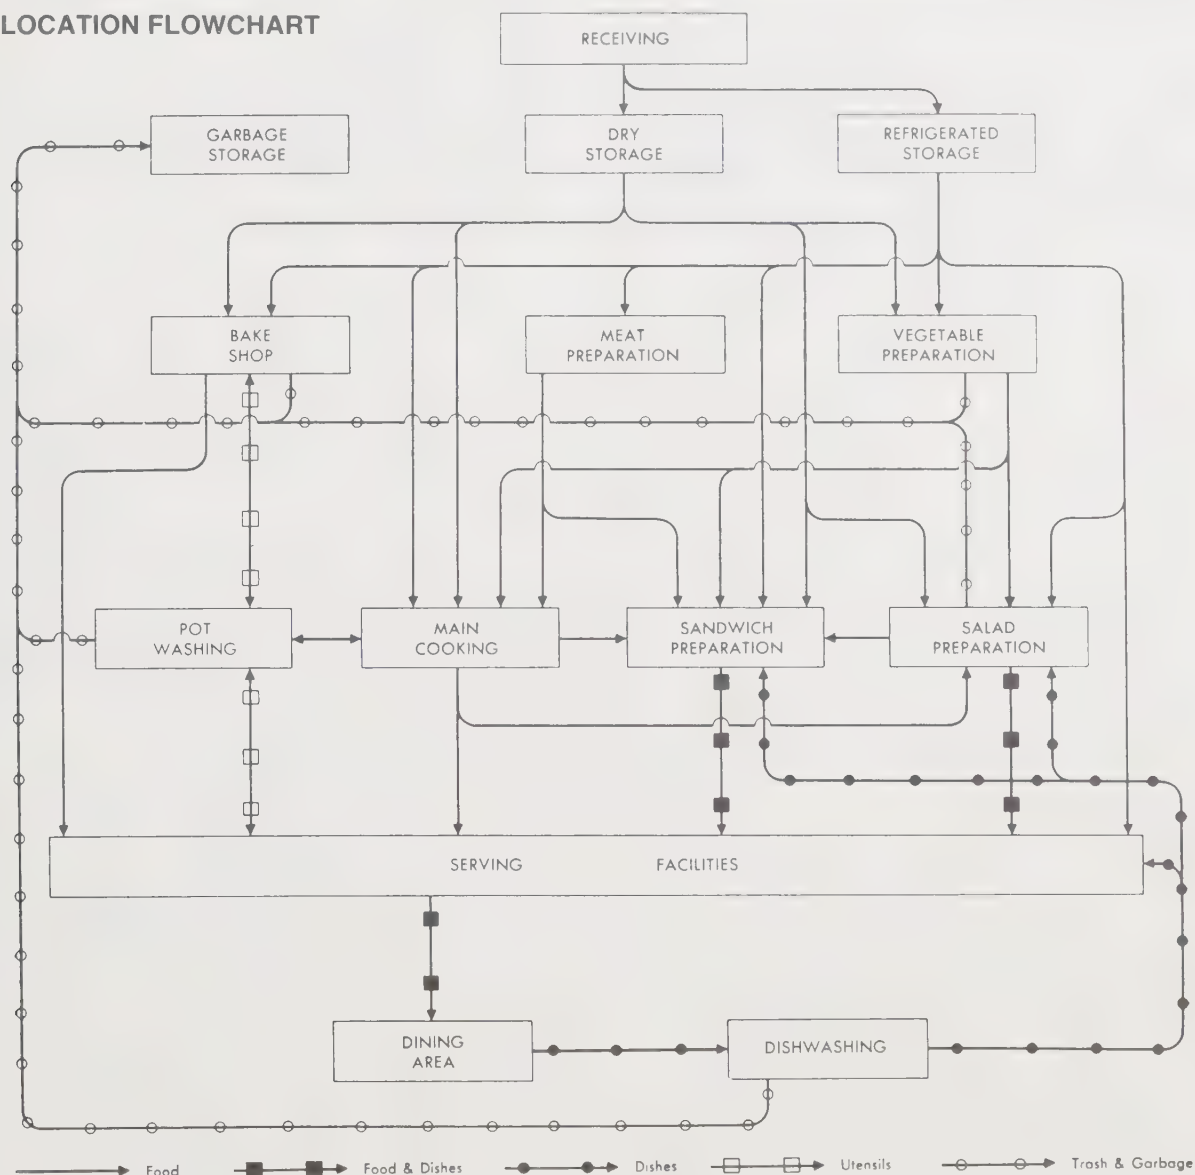 LOCATION FLOWCHART
RECEIVING
GARBAGE
STORAGE
DRY
STORAGE
REFRIGERATED
STORAGE
BAKE
SHOP
MEAT
PREPARATION
VEGETABLE
PREPARATION
POT
WASHING
MAIN
COOKING
SANDWICH
PREPARATION
SALAD
PREPARATION
SERVING FACILITIES
DINING
AREA
DISHWASHING
Food
Food & Dishes
Dishes
Utensils
Trash & Garbage